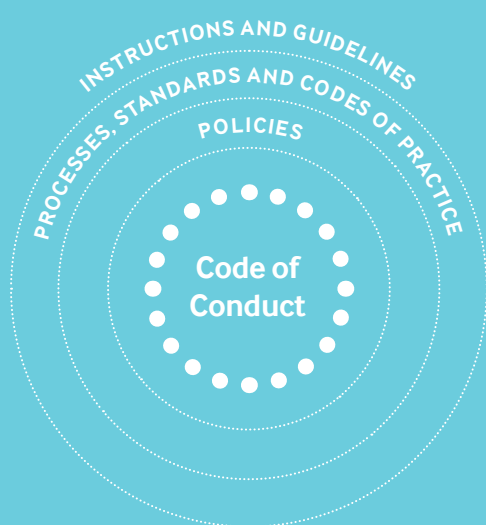 INSTRUCTIONS AND GUIDELINES
PROCESSES, STANDARDS AND CODES OF PRACTICE
POLICIES
Code of
Conduct